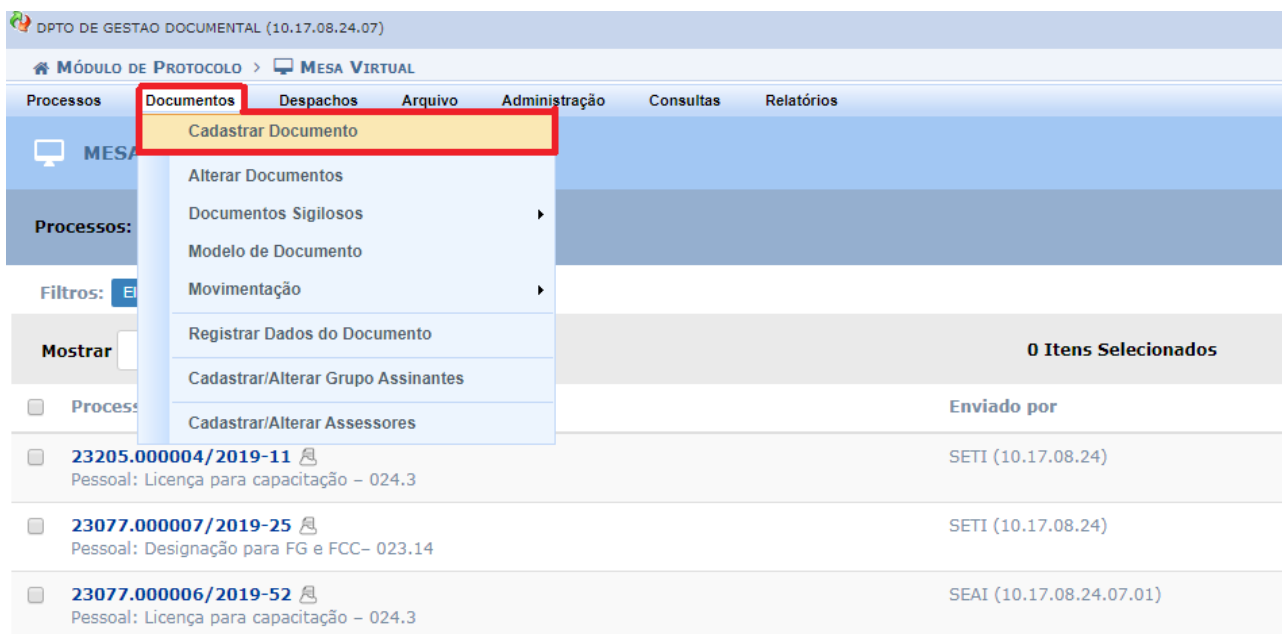 DPTO DE GESTAO DOCUMENTAL (10.17.08.24.07)
MÓDULO DE PROTOCOLO > MESA VIRTUAL
Processos Documentos Despachos Arquivo Administração Consultas Relatórios
Cadastrar Documento
MESA
Alterar Documentos
Documentos Sigilosos
Processos:
Modelo de Documento
Filtros:
Movimentação
Registrar Dados do Documento
Mostrar
0 Itens Selecionados
Cadastrar/Alterar Grupo Assinantes
Process
Enviado por
Cadastrar/Alterar Assessores
23205.000004/2019-11 SETI (10.17.08.24)
Pessoal: Licença para capacitação – 024.3
23077.000007/2019-25 SETI (10.17.08.24)
Pessoal: Designação para FG e FCC– 023.14
23077.000006/2019-52 SEAI (10.17.08.24.07.01)
Pessoal: Licença para capacitação – 024.3